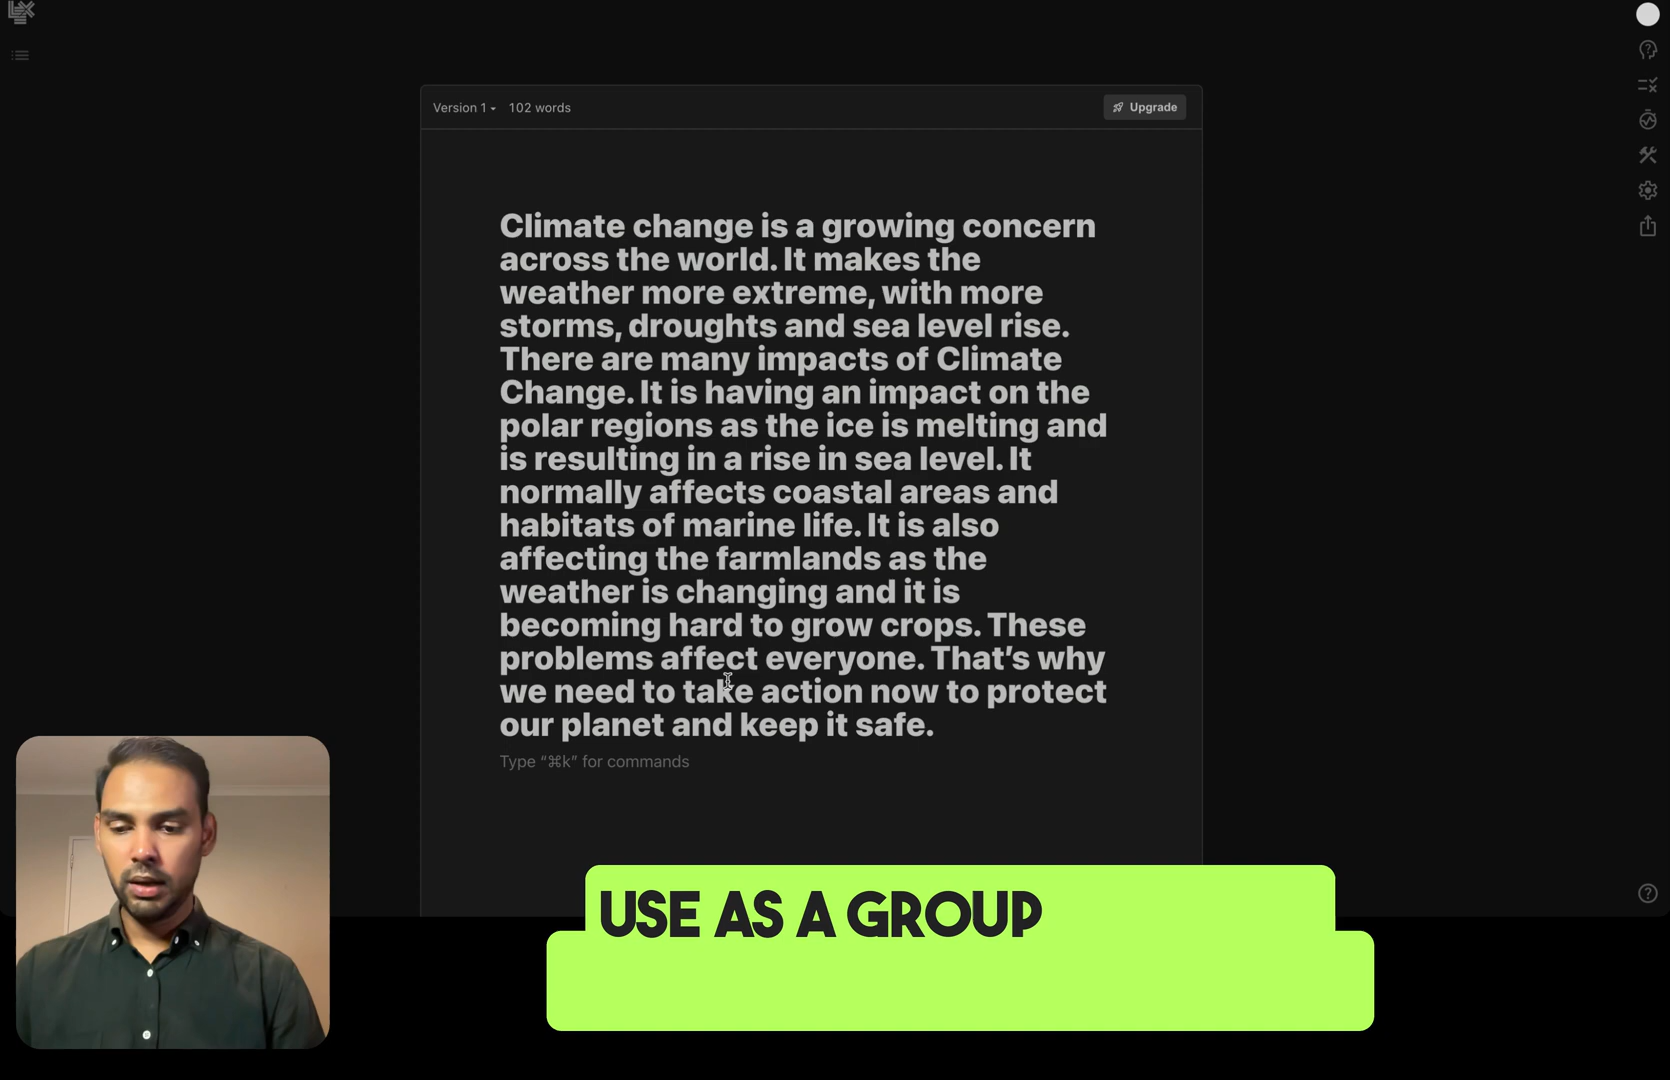 LEX
Version 1 102 words
Upgrade
Climate change is a growing concern
across the world. It makes the
weather more extreme, with more
storms, droughts and sea level rise.
There are many impacts of Climate
Change. It is having an impact on the
polar regions as the ice is melting and
is resulting in a rise in sea level. It
normally affects coastal areas and
habitats of marine life. It is also
affecting the farmlands as the
weather is changing and it is
becoming hard to grow crops. These
problems affect everyone. That’s why
we need to take action now to protect
our planet and keep it safe.
Type “⌘k” for commands
USE AS A GROUP